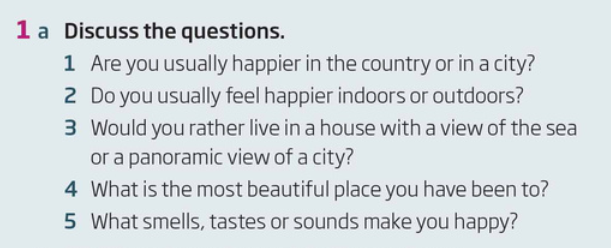 1 a Discuss the questions.
1 Are you usually happier in the country or in a city?
2 Do you usually feel happier indoors or outdoors?
3 Would you rather live in a house with a view of the sea
or a panoramic view of a city?
4 What is the most beautiful place you have been to?
5 What smells, tastes or sounds make you happy?